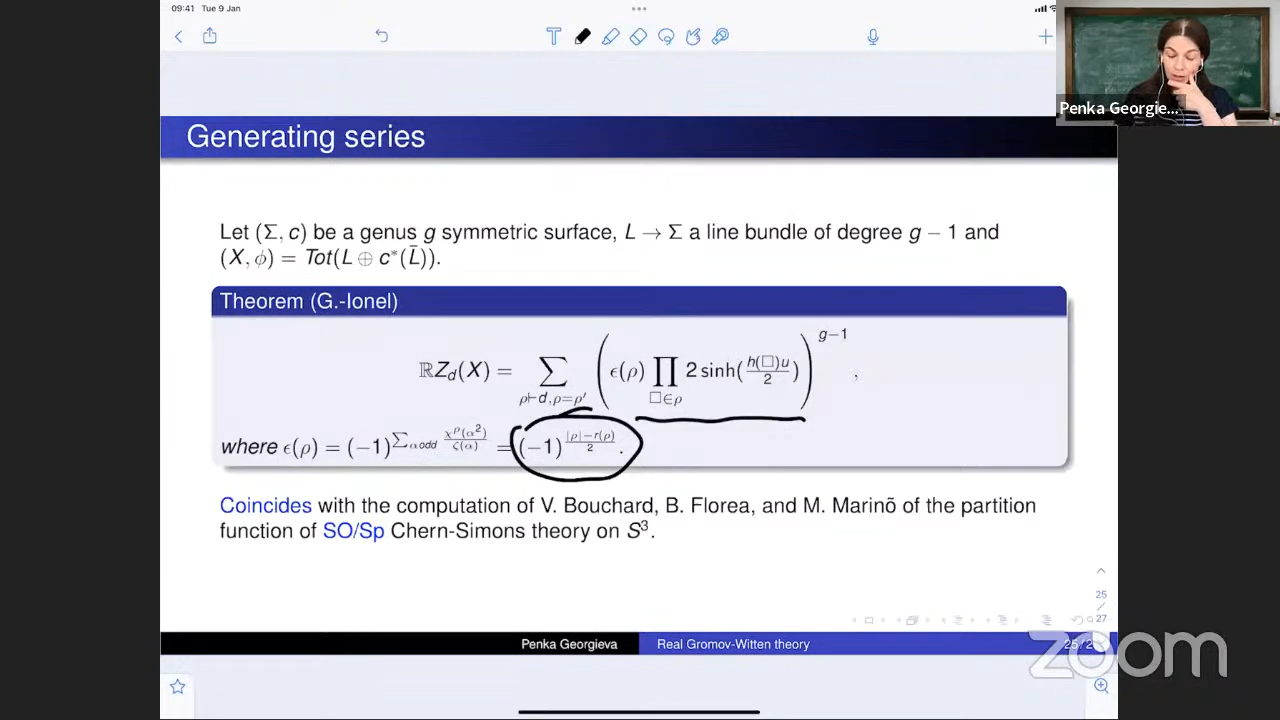 09:41 Tue 9 Jan
Penka Georgie...
Generating series
Let (Σ, c) be a genus g symmetric surface, L → Σ a line bundle of degree g − 1 and
(X, ϕ) = Tot(L ⊕ c*(L̄)).
Theorem (G.-Ionel)
ℝZ_d(X) = ∑_{ρ⊢d, ρ=ρ'} ( ϵ(ρ) ∏_{□∈ρ} 2 sinh(h(□)u/2) )^{g−1},
where ϵ(ρ) = (−1)^{∑_{α odd} χ^ρ(α²)/ζ(α)} = (−1)^{(|ρ|−r(ρ))/2}.
Coincides with the computation of V. Bouchard, B. Florea, and M. Marinõ of the partition
function of SO/Sp Chern-Simons theory on S³.
25
/
27
Penka Georgieva Real Gromov-Witten theory 25/2
zoom